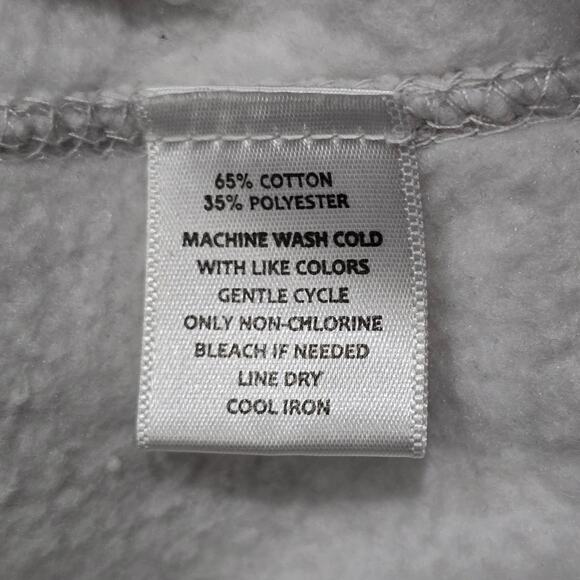 65% COTTON
35% POLYESTER
MACHINE WASH COLD
WITH LIKE COLORS
GENTLE CYCLE
ONLY NON-CHLORINE
BLEACH IF NEEDED
LINE DRY
COOL IRON